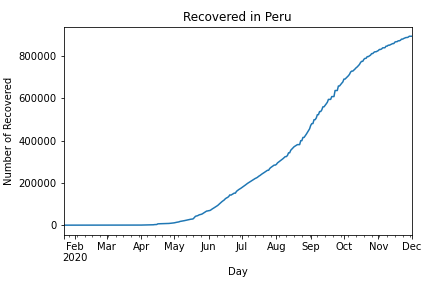 Recovered in Peru
Number of Recovered
800000
600000
400000
200000
0
Feb Mar Apr May Jun Jul Aug Sep Oct Nov Dec
2020
Day